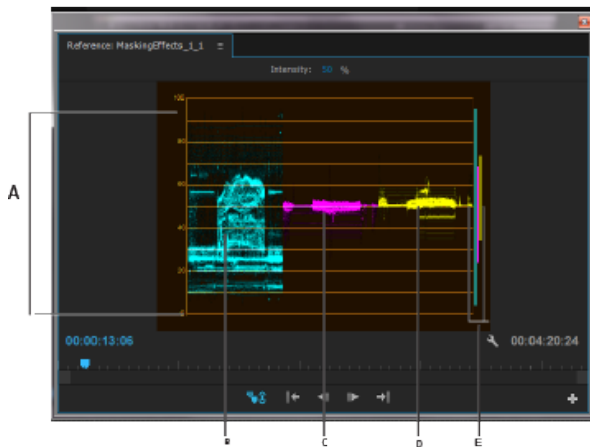 Reference: MaskingEffects_1_1
Intensity: 50 %
100
80
60
40
20
0
A
00:00:13:06
00:04:20:24
B
C
D
E